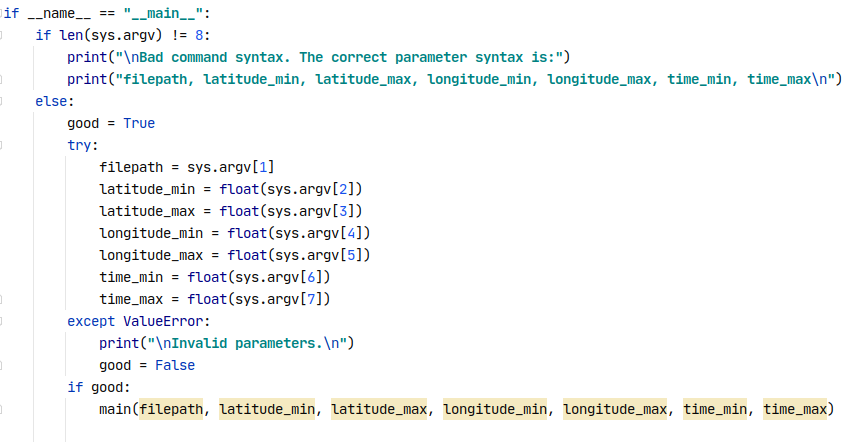 if __name__ == "__main__":
    if len(sys.argv) != 8:
        print("\nBad command syntax. The correct parameter syntax is:")
        print("filepath, latitude_min, latitude_max, longitude_min, longitude_max, time_min, time_max\n")
    else:
        good = True
        try:
            filepath = sys.argv[1]
            latitude_min = float(sys.argv[2])
            latitude_max = float(sys.argv[3])
            longitude_min = float(sys.argv[4])
            longitude_max = float(sys.argv[5])
            time_min = float(sys.argv[6])
            time_max = float(sys.argv[7])
        except ValueError:
            print("\nInvalid parameters.\n")
            good = False
        if good:
            main(filepath, latitude_min, latitude_max, longitude_min, longitude_max, time_min, time_max)